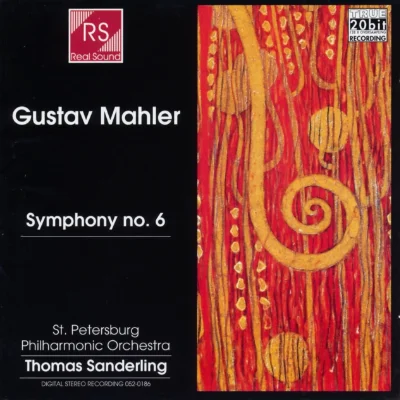 RS
Real Sound
TRUE
20bit
RECORDING
Gustav Mahler
Symphony no. 6
St. Petersburg
Philharmonic Orchestra
Thomas Sanderling
DIGITAL STEREO RECORDING 052-0186